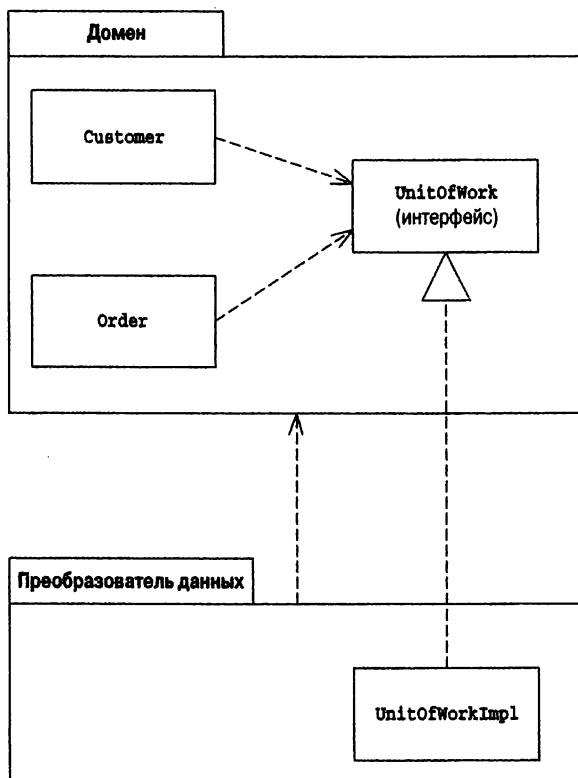 Домен
Customer
UnitOfWork
(интерфейс)
Order
Преобразователь данных
UnitOfWorkImpl